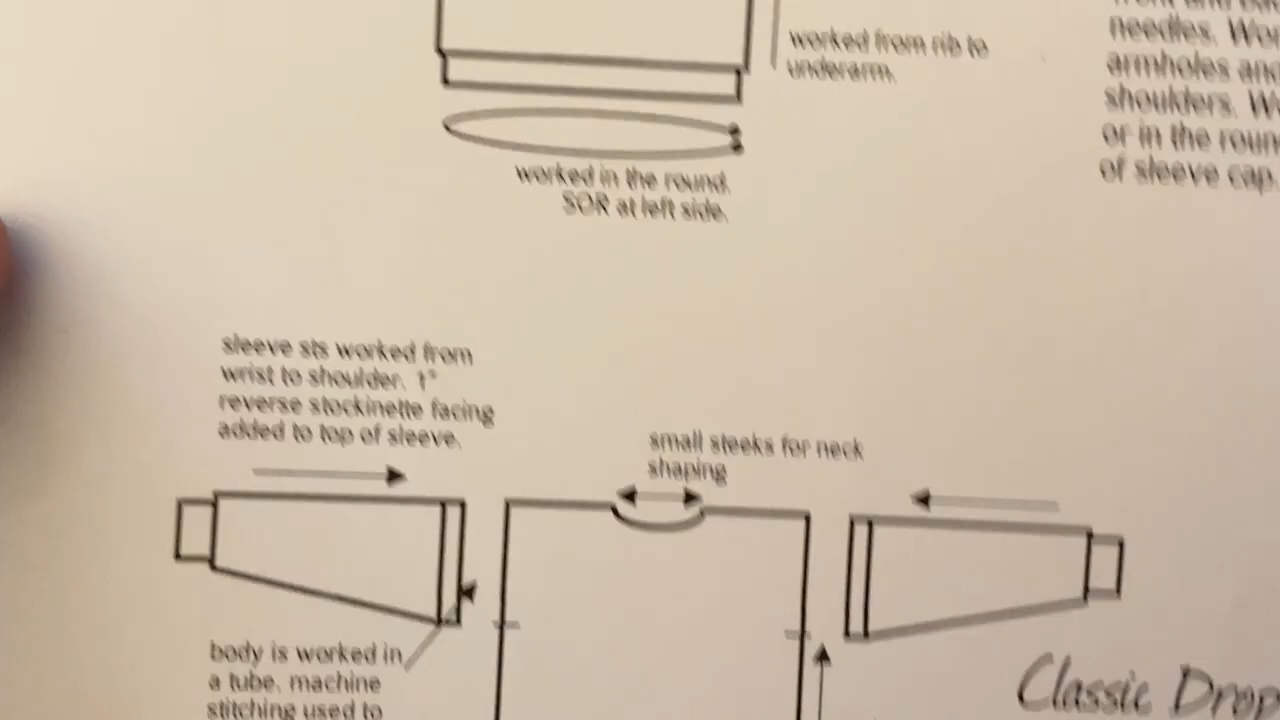 worked from rib to
underarm.
needles.
armholes and
shoulders.
or in the round
of sleeve cap.
worked in the round.
SOR at left side.
sleeve sts worked from
wrist to shoulder. 1"
reverse stockinette facing
added to top of sleeve.
small steeks for neck
shaping
body is worked in
a tube. machine
stitching used to
Classic Drop